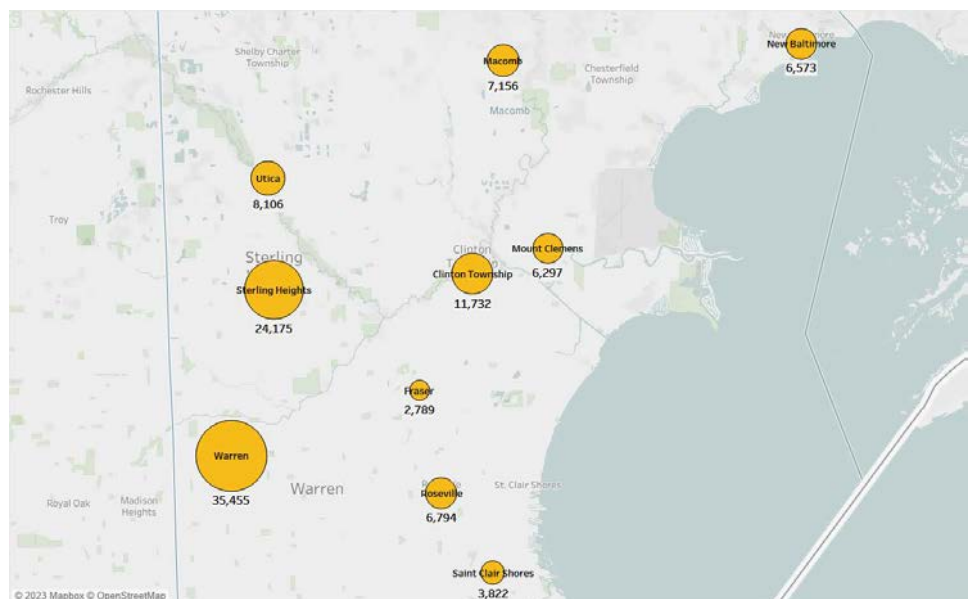 New Baltimore
6,573
Macomb
7,156
Shelby Charter
Township
Chesterfield
Township
Rochester Hills
Macomb
Utica
8,106
Troy
Clinton
Mount Clemens
6,297
Sterling
Clinton Township
11,732
Sterling Heights
24,175
Fraser
2,789
Warren
35,455
Warren
Roseville
6,794
St. Clair Shores
Royal Oak
Madison
Heights
Saint Clair Shores
3,822
© 2023 Mapbox © OpenStreetMap